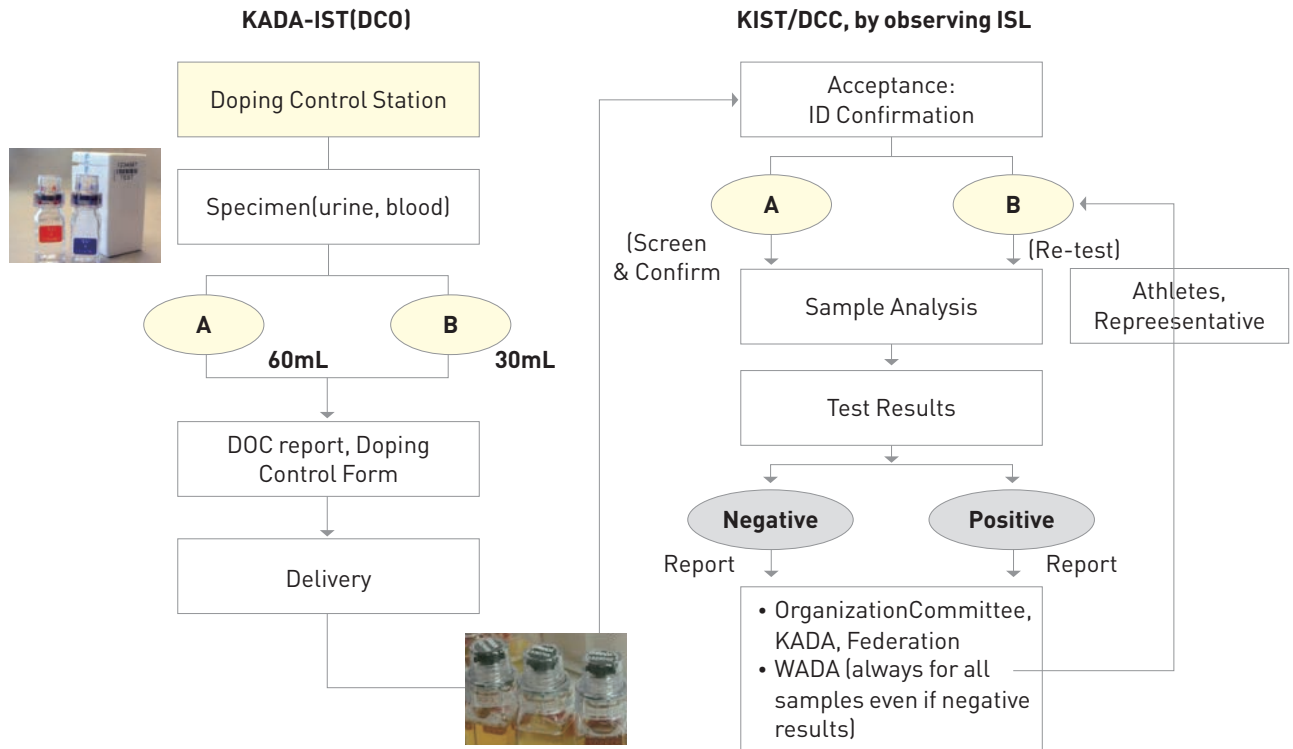 KADA-IST(DCO)
Doping Control Station
Specimen(urine, blood)
A
60mL
B
30mL
DOC report, Doping
Control Form
Delivery
KIST/DCC, by observing ISL
Acceptance:
ID Confirmation
A
B
(Screen
& Confirm
(Re-test)
Athletes,
Repreesentative
Sample Analysis
Test Results
Negative
Positive
Report
Report
• OrganizationCommittee,
KADA, Federation
• WADA (always for all
samples even if negative
results)